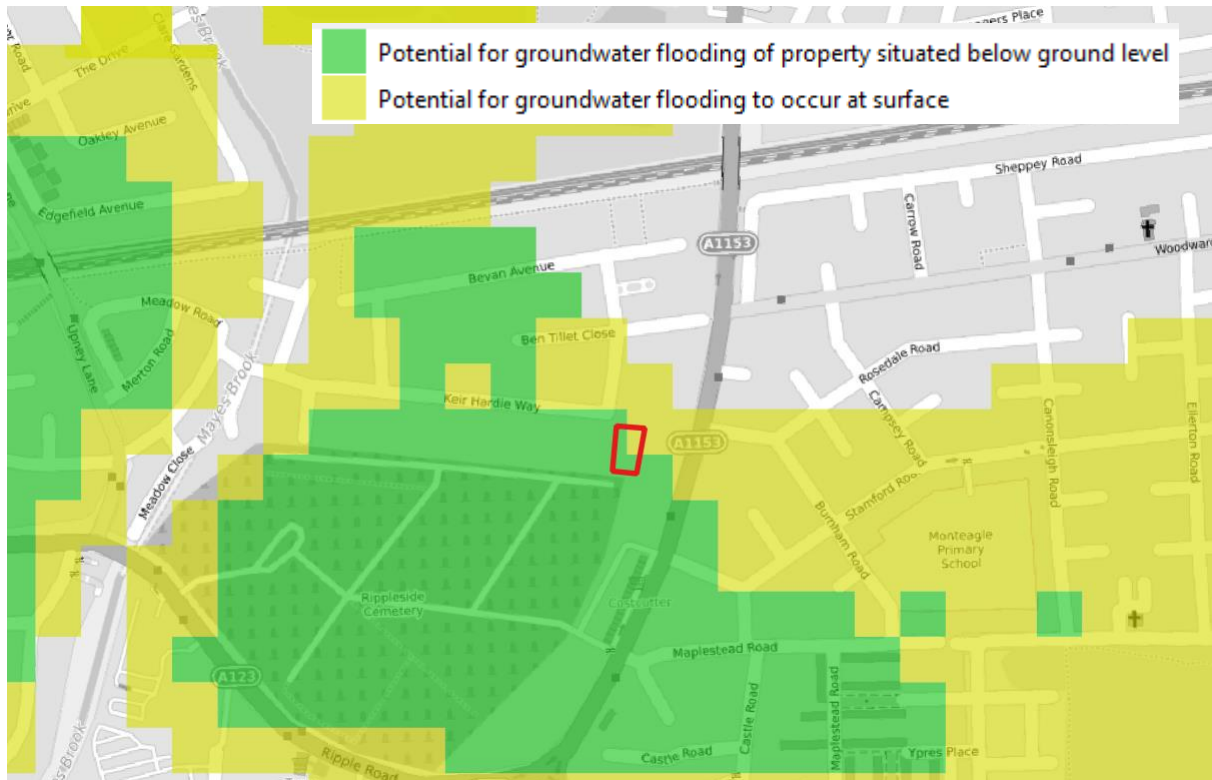 Potential for groundwater flooding of property situated below ground level
Potential for groundwater flooding to occur at surface
The Drive
Clare Gardens
Oakley Avenue
Edgefield Avenue
Sheppey Road
Carrow Road
A1153
Woodwar
Bevan Avenue
Meadow Road
Ben Tillet Close
Upney Lane
Merton Road
Mayes Brook
Rosedale Road
Keir Hardie Way
Campsey Road
Canonsleigh Road
Ellerton Road
A1153
Meadow Close
Stamford Road
Burnham Road
Monteagle
Primary
School
Rippleside
Cemetery
Costcutter
Maplestead Road
A123
Castle Road
Maplestead Road
Ripple Road
Castle Road
Ypres Place